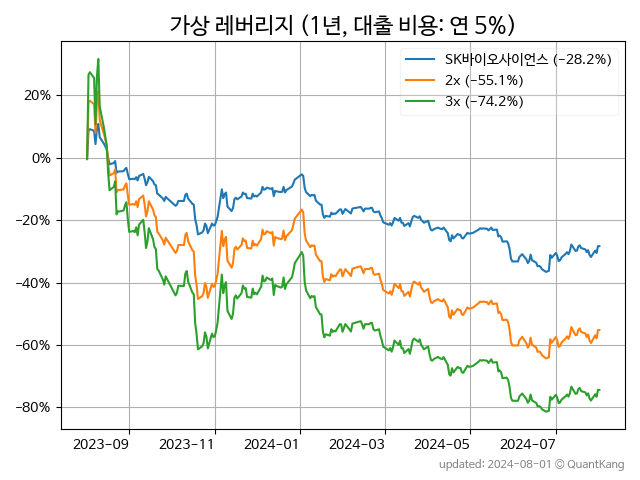 가상 레버리지 (1년, 대출 비용: 연 5%)
SK바이오사이언스 (−28.2%)
2x (−55.1%)
3x (−74.2%)
20%
0%
−20%
−40%
−60%
−80%
2023-09
2023-11
2024-01
2024-03
2024-05
2024-07
updated: 2024-08-01 © QuantKang